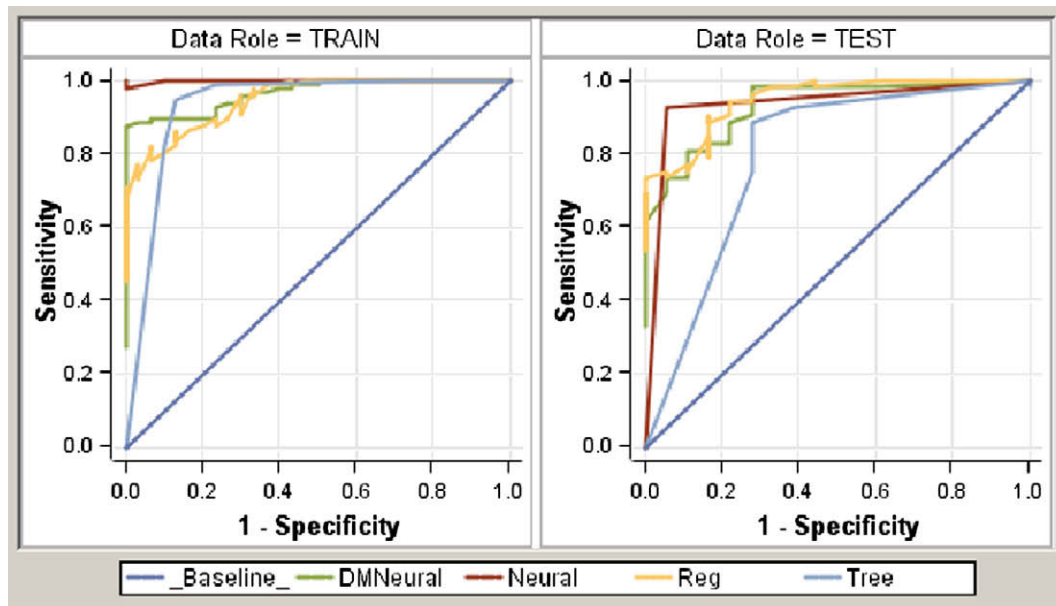 Data Role = TRAIN
Sensitivity
1.0
0.8
0.6
0.4
0.2
0.0
0.0 0.2 0.4 0.6 0.8 1.0
1 - Specificity
Data Role = TEST
Sensitivity
1.0
0.8
0.6
0.4
0.2
0.0
0.0 0.2 0.4 0.6 0.8 1.0
1 - Specificity
_Baseline_ DMNeural Neural Reg Tree